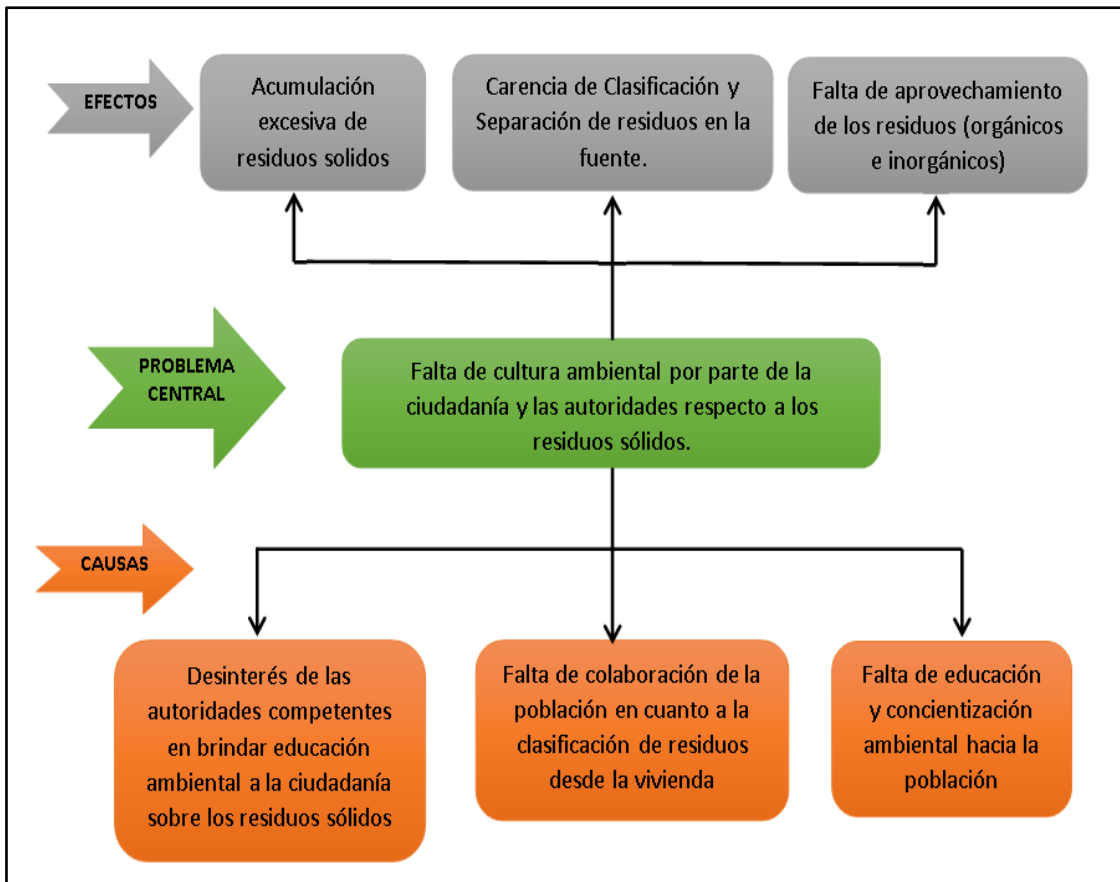 EFECTOS
Acumulación
excesiva de
residuos solidos
Carencia de Clasificación y
Separación de residuos en la
fuente.
Falta de aprovechamiento
de los residuos (orgánicos
e inorgánicos)
PROBLEMA
CENTRAL
Falta de cultura ambiental por parte de la
ciudadanía y las autoridades respecto a los
residuos sólidos.
CAUSAS
Desinterés de las
autoridades competentes
en brindar educación
ambiental a la ciudadanía
sobre los residuos sólidos
Falta de colaboración de la
población en cuanto a la
clasificación de residuos
desde la vivienda
Falta de educación
y concientización
ambiental hacia la
población